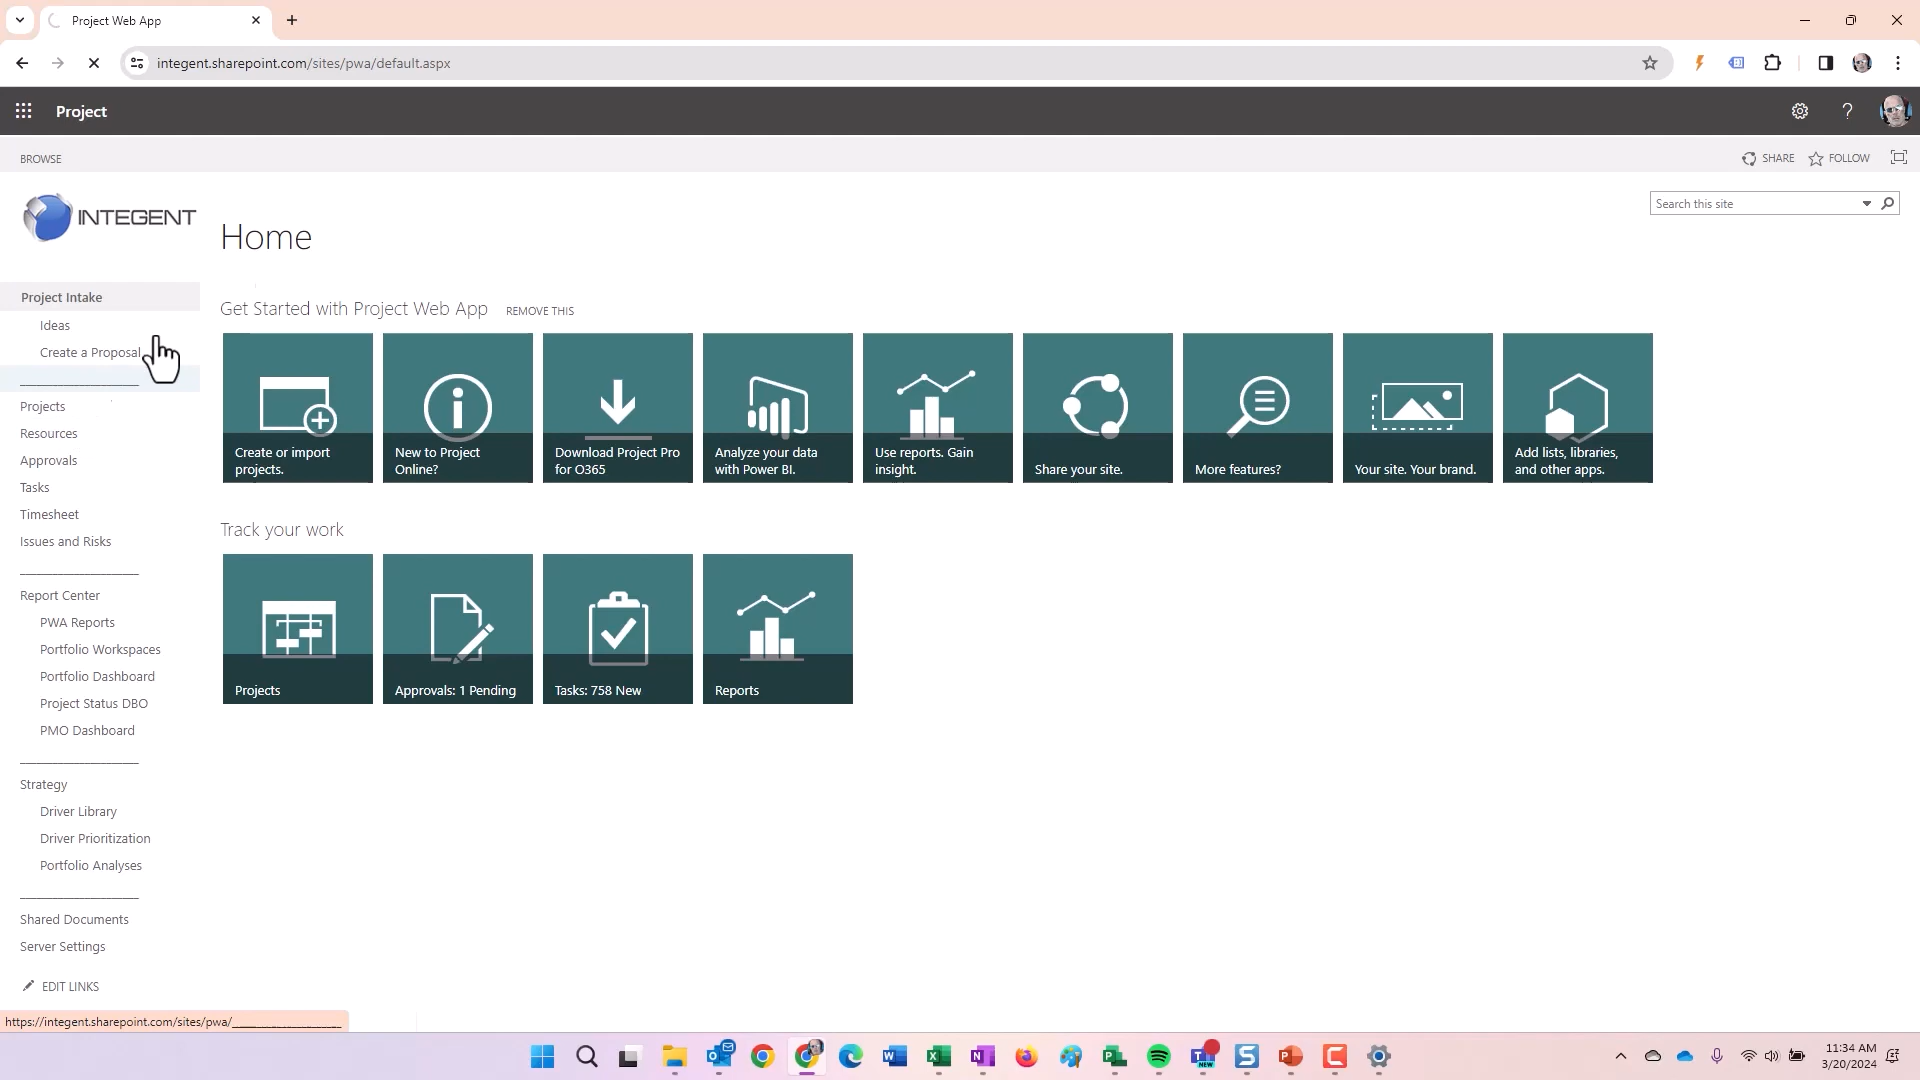 Project Web App
integent.sharepoint.com/sites/pwa/default.aspx
Project
BROWSE
SHARE
FOLLOW
INTEGENT
Search this site
Home
Project Intake
Ideas
Create a Proposal
Projects
Resources
Approvals
Tasks
Timesheet
Issues and Risks
Report Center
PWA Reports
Portfolio Workspaces
Portfolio Dashboard
Project Status DBO
PMO Dashboard
Strategy
Driver Library
Driver Prioritization
Portfolio Analyses
Shared Documents
Server Settings
EDIT LINKS
Get Started with Project Web App REMOVE THIS
Create or import
projects.
New to Project
Online?
Download Project Pro
for O365
Analyze your data
with Power BI.
Use reports. Gain
insight.
Share your site.
More features?
Your site. Your brand.
Add lists, libraries,
and other apps.
Track your work
Projects
Approvals: 1 Pending
Tasks: 758 New
Reports
https://integent.sharepoint.com/sites/pwa/______________________
NEW
11:34 AM
3/20/2024